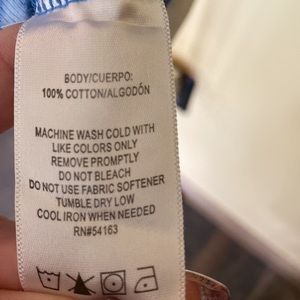 BODY/CUERPO:
100% COTTON/ALGODÓN
MACHINE WASH COLD WITH
LIKE COLORS ONLY
REMOVE PROMPTLY
DO NOT BLEACH
DO NOT USE FABRIC SOFTENER
TUMBLE DRY LOW
COOL IRON WHEN NEEDED
RN#54163